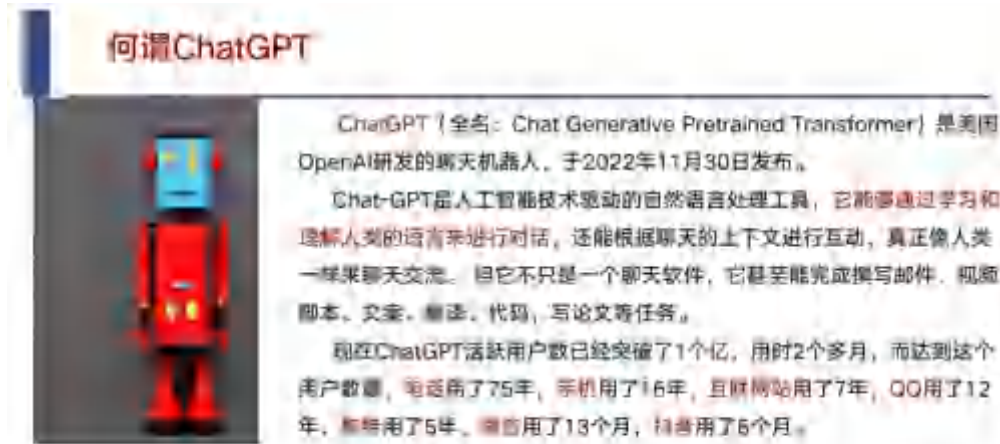 何谓ChatGPT
ChatGPT（全名：Chat Generative Pretrained Transformer）是美国
OpenAI研发的聊天机器人，于2022年11月30日发布。
Chat-GPT是人工智能技术驱动的自然语言处理工具，它能够通过学习和
理解人类的语言来进行对话，还能根据聊天的上下文进行互动，真正像人类
一样来聊天交流。但它不只是一个聊天软件，它甚至能完成撰写邮件、视频
脚本、文案、翻译、代码，写论文等任务。
现在ChatGPT活跃用户数已经突破了1个亿，用时2个多月，而达到这个
用户数量，电话用了75年，手机用了16年，互联网站用了7年，QQ用了12
年，用了5年，微信用了13个月，抖音用了6个月。